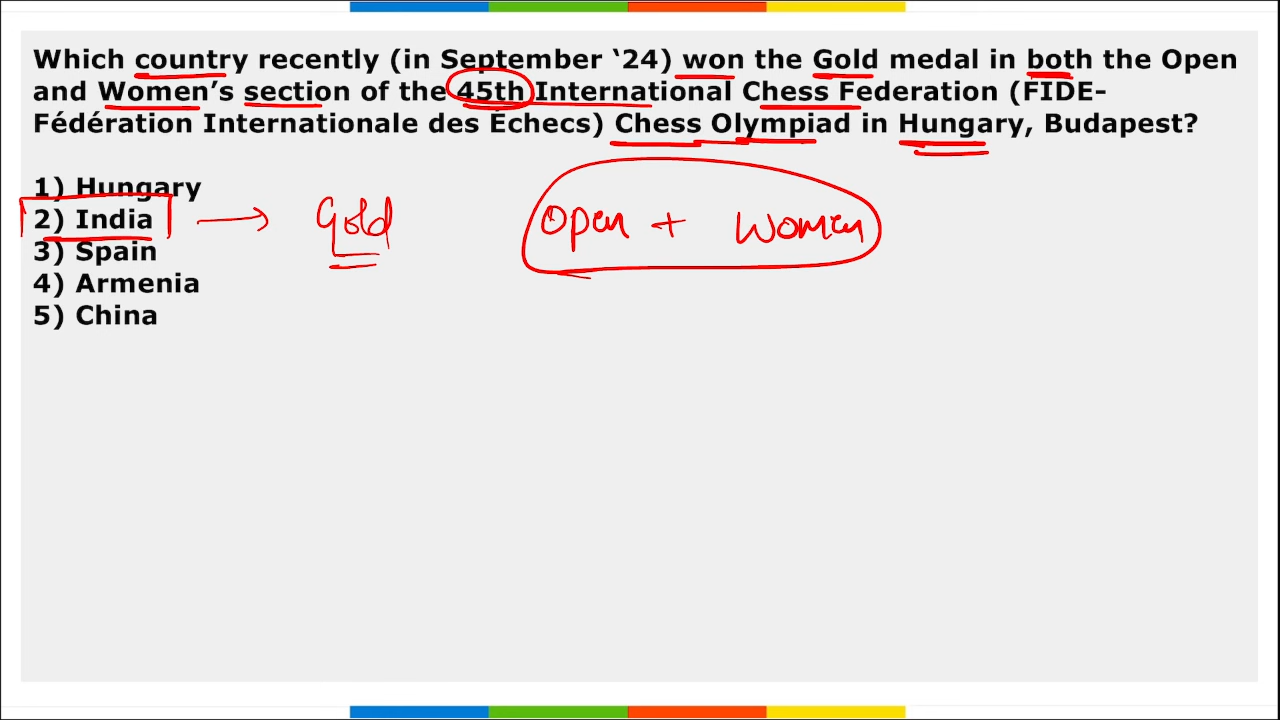 Which country recently (in September ‘24) won the Gold medal in both the Open
and Women’s section of the 45th International Chess Federation (FIDE-
Fédération Internationale des Échecs) Chess Olympiad in Hungary, Budapest?
1) Hungary
2) India → Gold Open + Women
3) Spain
4) Armenia
5) China